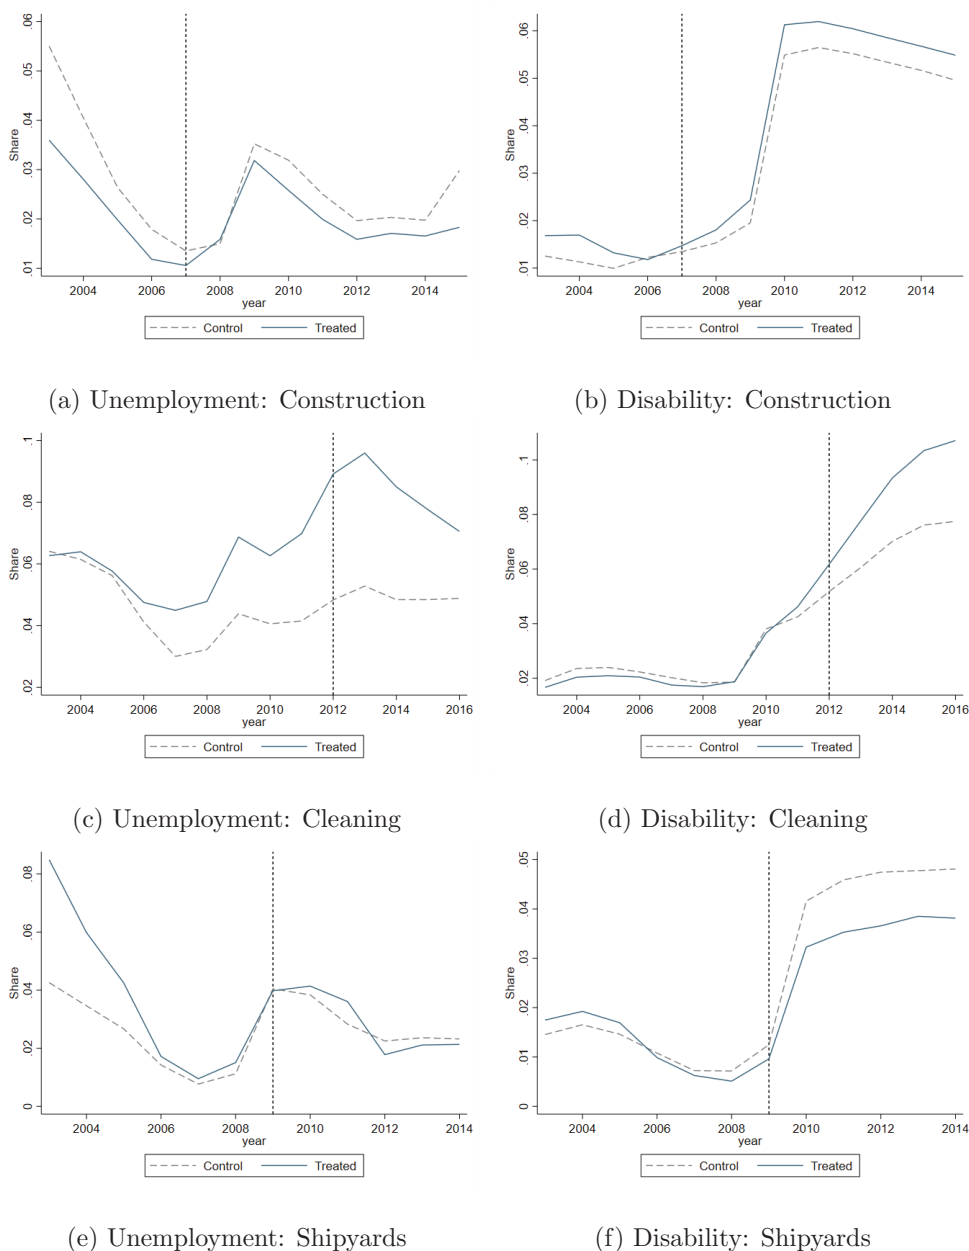 Share
.06
.05
.04
.03
.02
.01
2004 2006 2008 2010 2012 2014
year
Control Treated
(a) Unemployment: Construction
Share
.06
.05
.04
.03
.02
.01
2004 2006 2008 2010 2012 2014
year
Control Treated
(b) Disability: Construction
Share
.1
.08
.06
.04
.02
2004 2006 2008 2010 2012 2014 2016
year
Control Treated
(c) Unemployment: Cleaning
Share
.1
.08
.06
.04
.02
2004 2006 2008 2010 2012 2014 2016
year
Control Treated
(d) Disability: Cleaning
Share
.08
.06
.04
.02
0
2004 2006 2008 2010 2012 2014
year
Control Treated
(e) Unemployment: Shipyards
Share
.05
.04
.03
.02
.01
0
2004 2006 2008 2010 2012 2014
year
Control Treated
(f) Disability: Shipyards